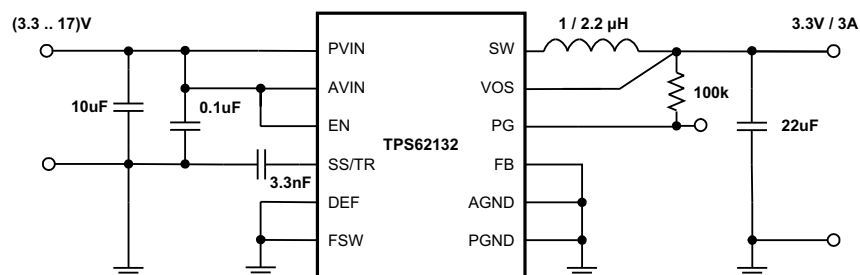 (3.3 .. 17)V
1 / 2.2 µH
3.3V / 3A
PVIN
SW
AVIN
VOS
100k
10uF
0.1uF
EN
PG
22uF
TPS62132
SS/TR
FB
3.3nF
DEF
AGND
FSW
PGND